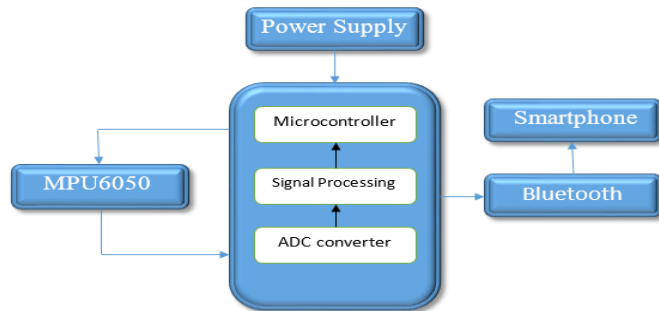 Power Supply
Microcontroller
Smartphone
MPU6050
Signal Processing
Bluetooth
ADC converter